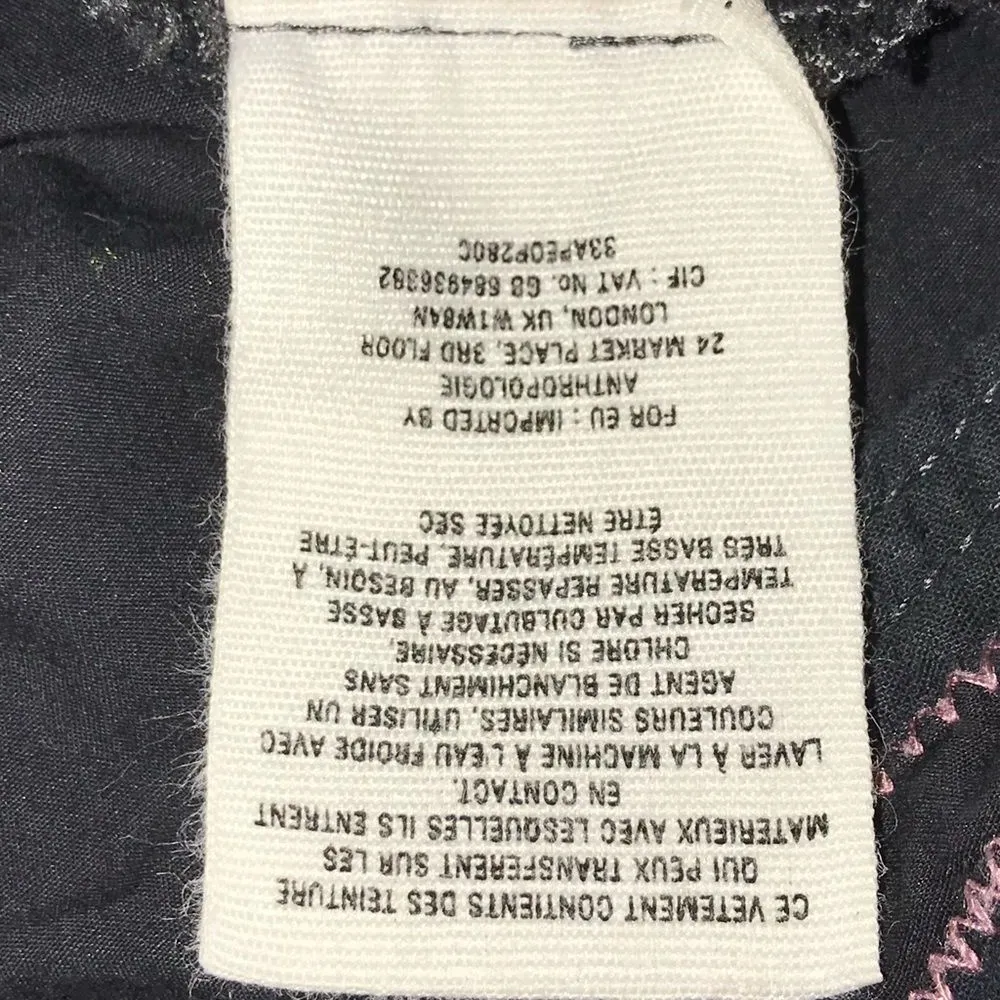 CE VETEMENT CONTIENTS DES TEINTURE
QUI PEUX TRANSFERENT SUR LES
MATERIEUX AVEC LESQUELLES ILS ENTRENT
EN CONTACT.
LAVER À LA MACHINE À L'EAU FROIDE AVEC
COULEURS SIMILAIRES, UTILISER UN
AGENT DE BLANCHIMENT SANS
CHLORE SI NÉCESSAIRE,
SECHER PAR CULBUTAGE À BASSE
TEMPERATURE REPASSER, AU BESOIN, À
TRÈS BASSE TEMPÉRATURE, PEUT-ÊTRE
ÊTRE NETTOYÉE SEC
FOR EU : IMPORTED BY
ANTHROPOLOGIE
24 MARKET PLACE, 3RD FLOOR
LONDON, UK W1W8AN
CIF : VAT No. GB 684936382
33APEOP280C